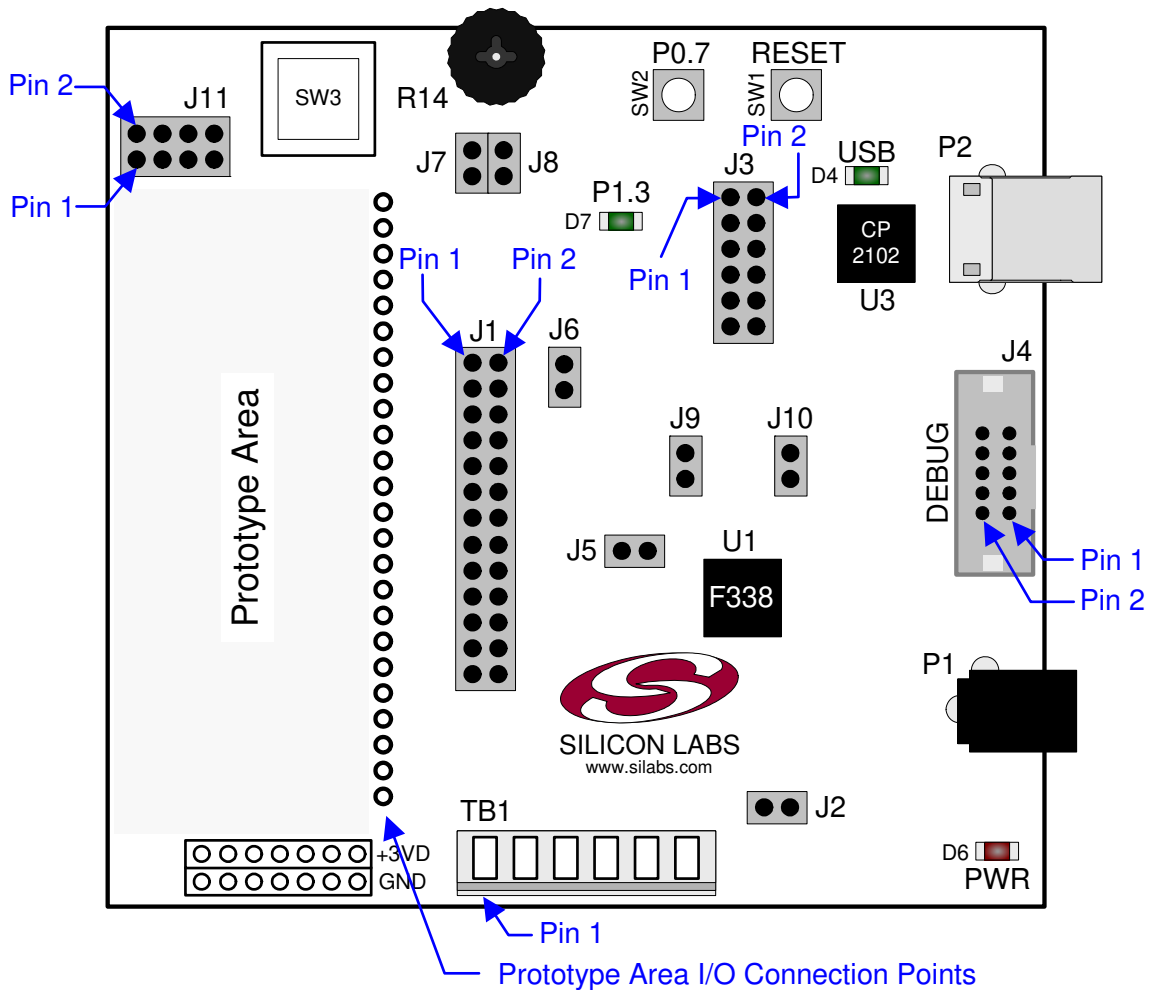 P0.7
RESET
Pin 2
J11
SW3
R14
SW2
SW1
Pin 2
J7
J8
J3
USB
D4
P2
Pin 1
P1.3
D7
CP
2102
Pin 1
Pin 2
Pin 1
U3
J1
J6
J4
Prototype Area
J9
J10
DEBUG
J5
U1
F338
Pin 1
Pin 2
P1
SILICON LABS
www.silabs.com
TB1
J2
+3VD
GND
D6
PWR
Pin 1
Prototype Area I/O Connection Points